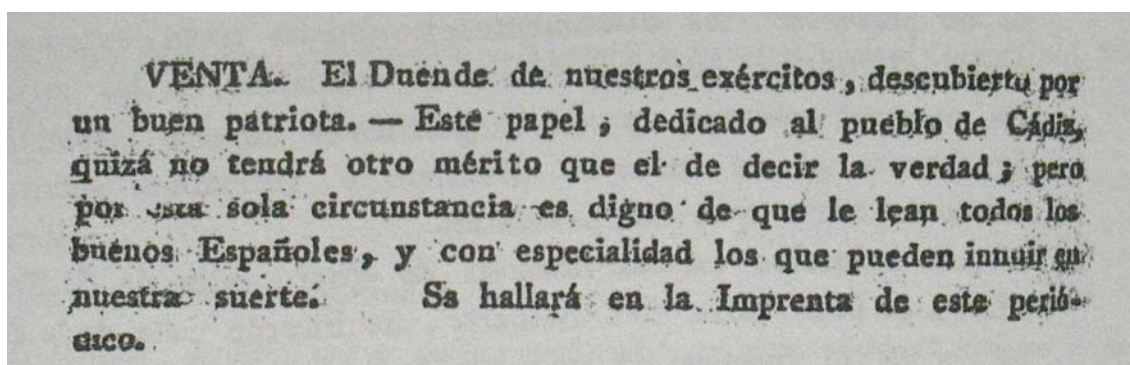 VENTA. El Duende de nuestros exércitos, descubierto por
un buen patriota. — Este papel, dedicado al pueblo de Cádiz,
quizá no tendrá otro mérito que el de decir la verdad; pero
por esta sola circunstancia es digno de que le lean todos los
buenos Españoles, y con especialidad los que pueden influir en
nuestra suerte. Se hallará en la Imprenta de este perió-
dico.